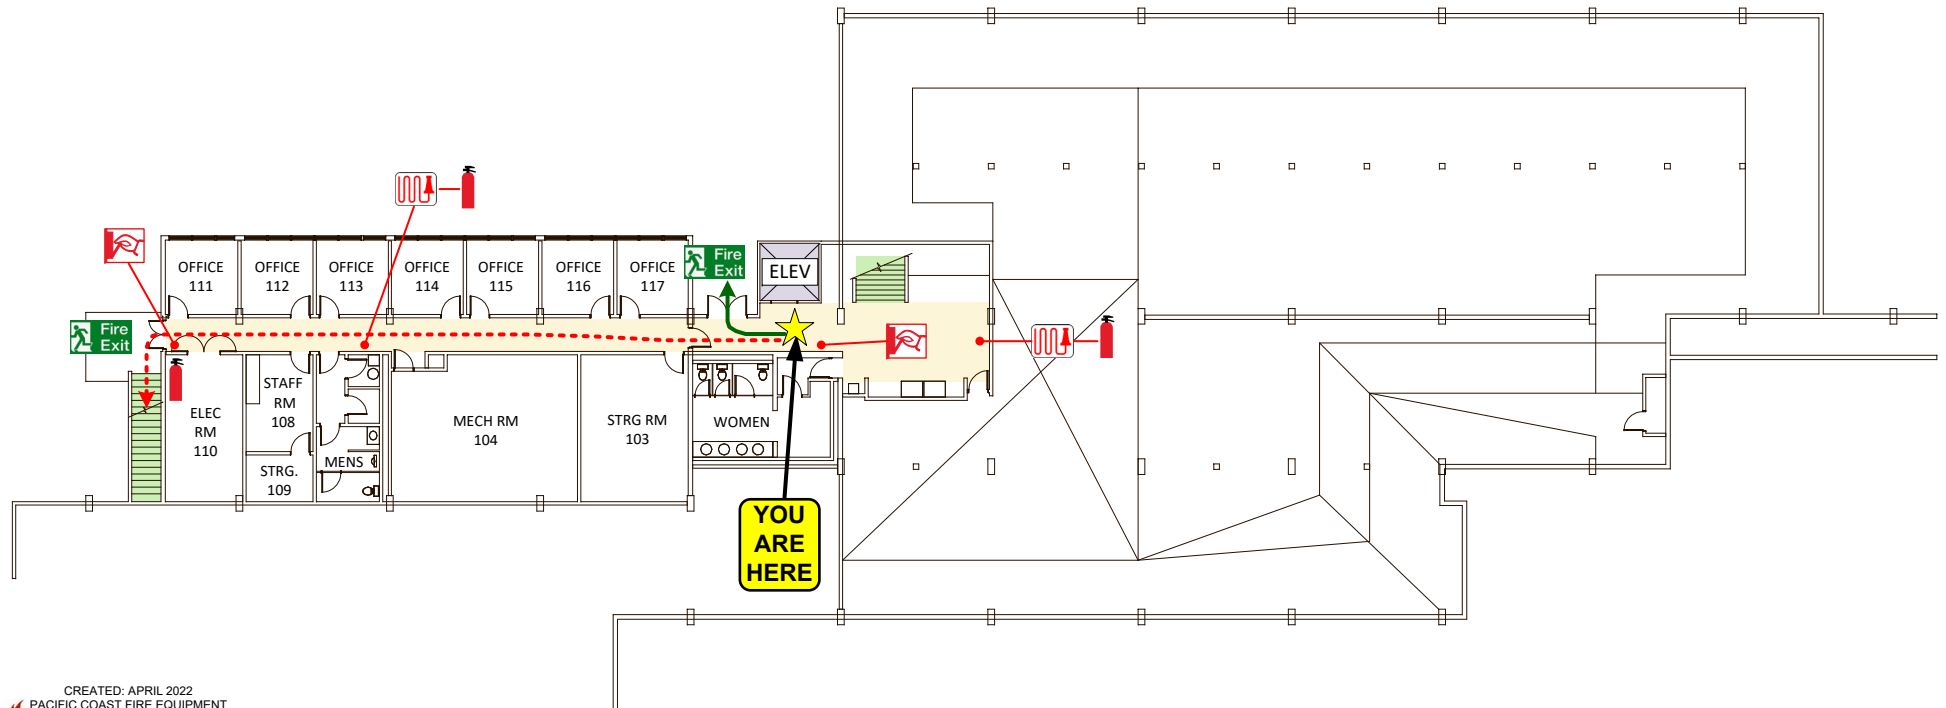 Fire
Exit
OFFICE
111
OFFICE
112
OFFICE
113
OFFICE
114
OFFICE
115
OFFICE
116
OFFICE
117
ELEV
Fire
Exit
ELEC
RM
110
STAFF
RM
108
STRG.
109
MENS
MECH RM
104
STRG RM
103
WOMEN
YOU
ARE
HERE
CREATED: APRIL 2022
PACIFIC COAST FIRE EQUIPMENT